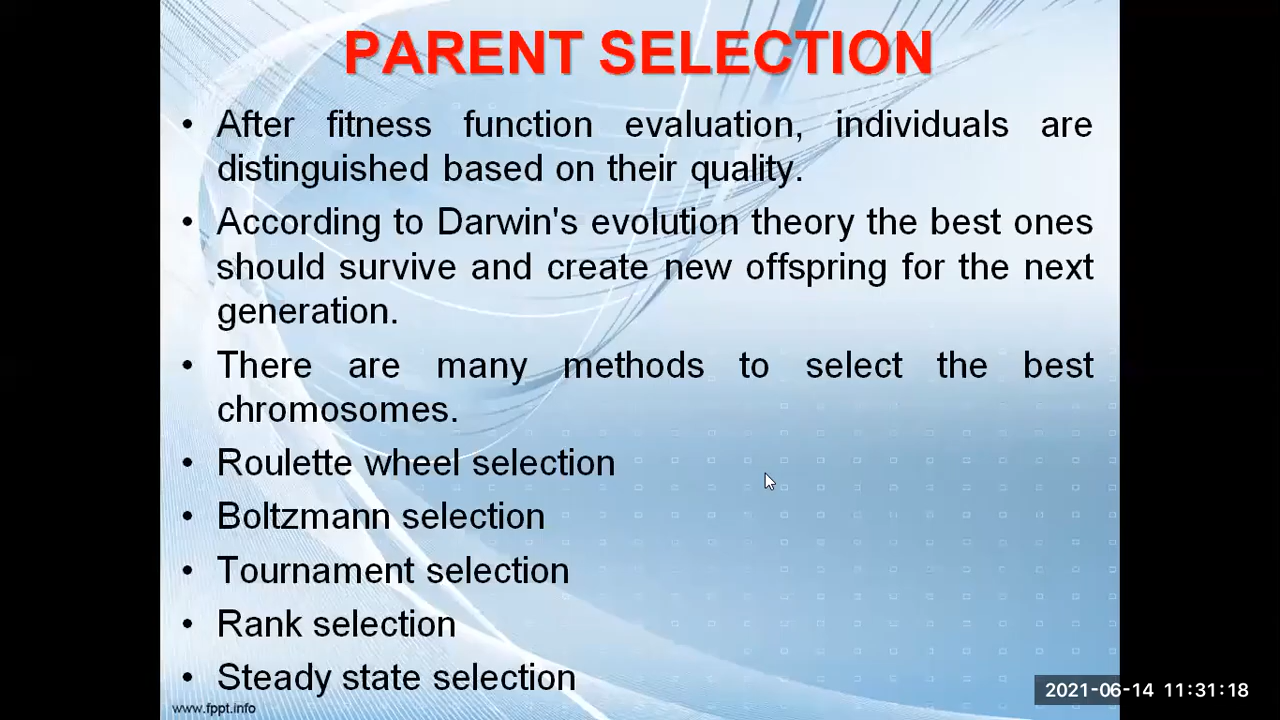 PARENT SELECTION
• After fitness function evaluation, individuals are
distinguished based on their quality.
• According to Darwin's evolution theory the best ones
should survive and create new offspring for the next
generation.
• There are many methods to select the best
chromosomes.
• Roulette wheel selection
• Boltzmann selection
• Tournament selection
• Rank selection
• Steady state selection
www.fppt.info
2021-06-14 11:31:18